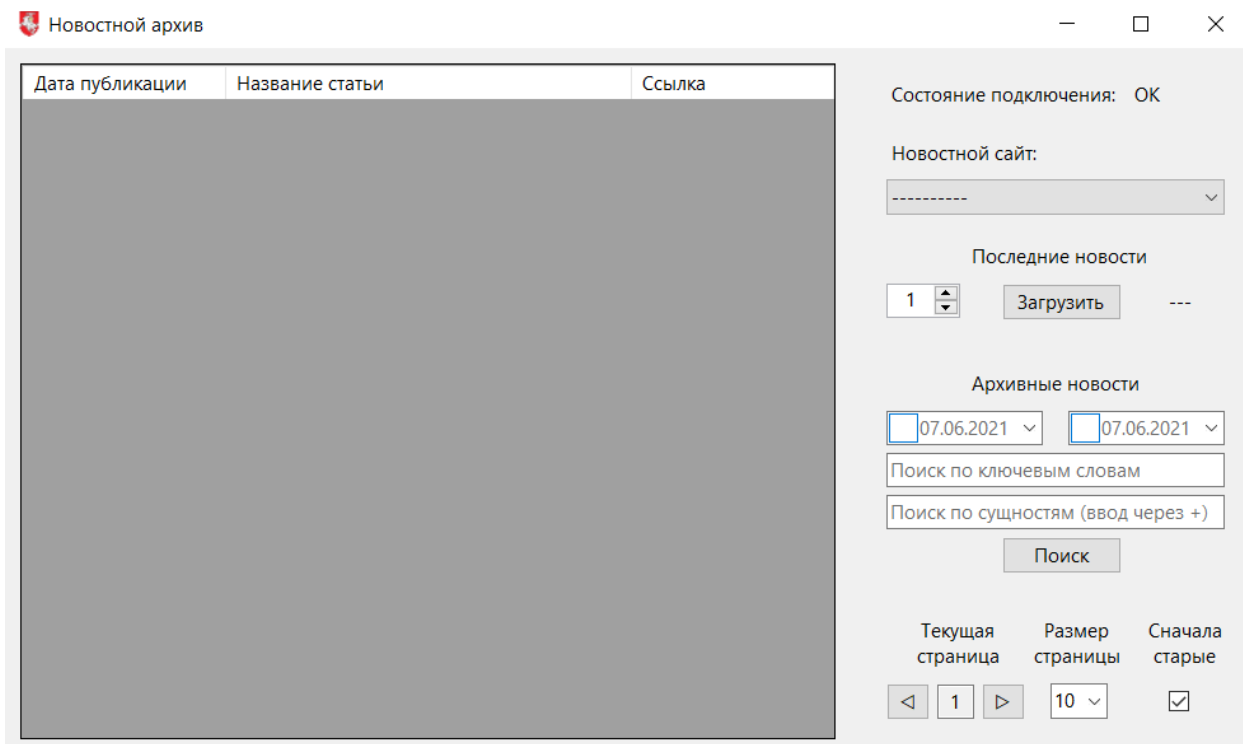 Новостной архив
Дата публикации Название статьи Ссылка
Состояние подключения: ОК
Новостной сайт:
----------
Последние новости
1 Загрузить ---
Архивные новости
07.06.2021 07.06.2021
Поиск по ключевым словам
Поиск по сущностям (ввод через +)
Поиск
Текущая Размер Сначала
страница страницы старые
1 10